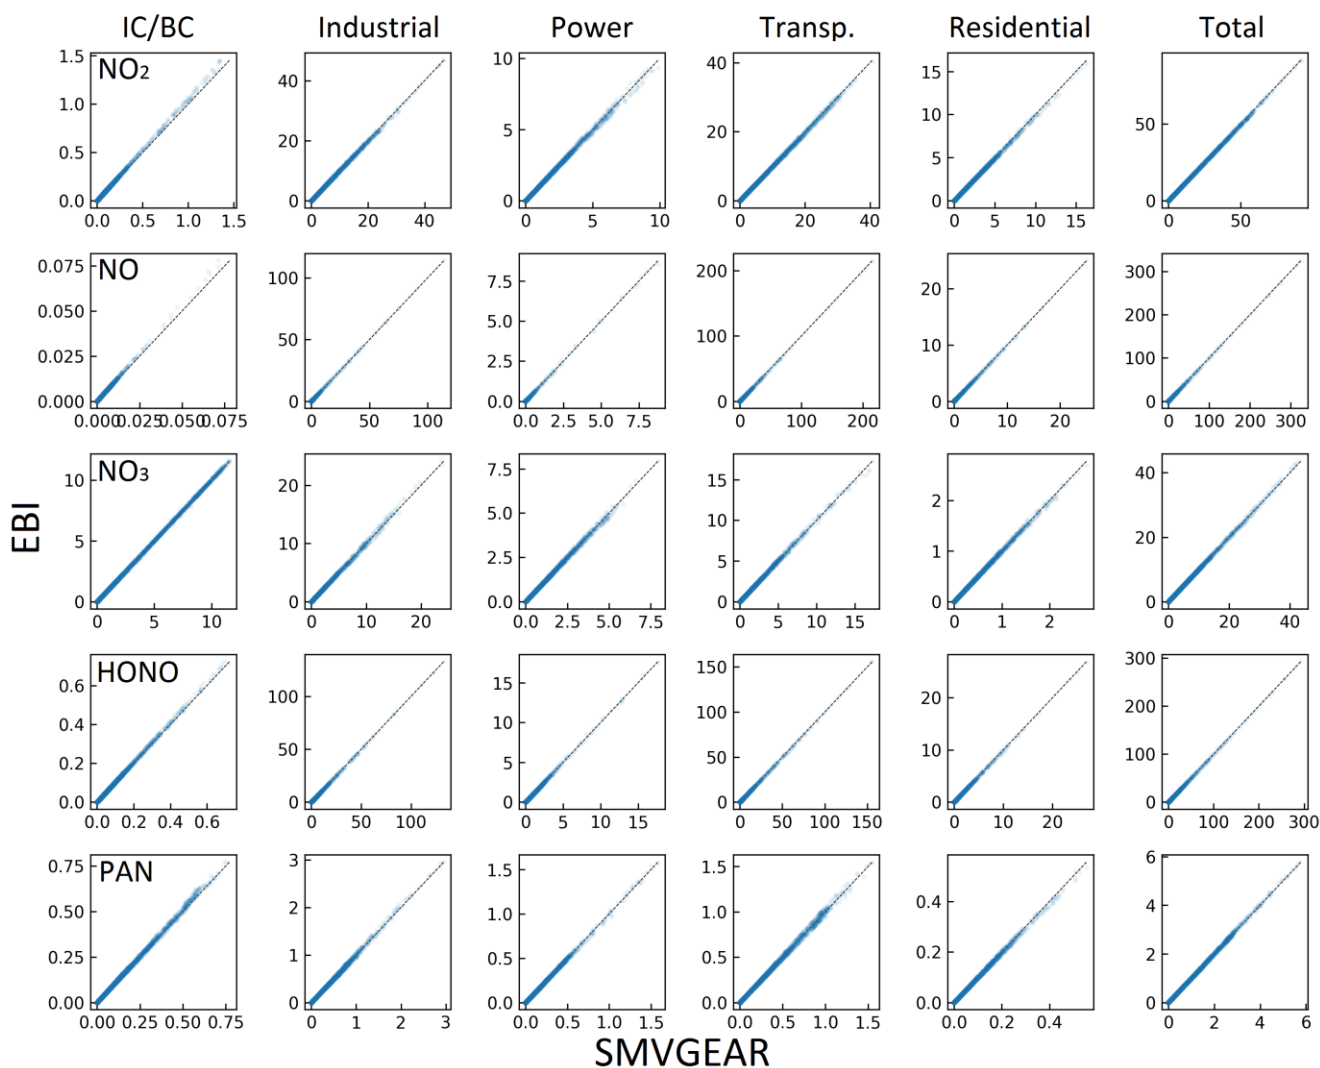 IC/BC Industrial Power Transp. Residential Total
NO₂
1.5 1.0 0.5 0.0
0.0 0.5 1.0 1.5
40 20 0
0 20 40
10 5 0
0 5 10
40 20 0
0 20 40
15 10 5 0
0 5 10 15
50 0
0 50
NO
0.075 0.050 0.025 0.000
0.000 0.025 0.050 0.075
100 50 0
0 50 100
7.5 5.0 2.5 0.0
0.0 2.5 5.0 7.5
200 100 0
0 100 200
20 10 0
0 10 20
300 200 100 0
0 100 200 300
EBI
NO₃
10 5 0
0 5 10
20 10 0
0 10 20
7.5 5.0 2.5 0.0
0.0 2.5 5.0 7.5
15 10 5 0
0 5 10 15
2 1 0
0 1 2
40 20 0
0 20 40
HONO
0.6 0.4 0.2 0.0
0.0 0.2 0.4 0.6
100 50 0
0 50 100
15 10 5 0
0 5 10 15
150 100 50 0
0 50 100 150
20 10 0
0 10 20
300 200 100 0
0 100 200 300
PAN
0.75 0.50 0.25 0.00
0.00 0.25 0.50 0.75
3 2 1 0
0 1 2 3
1.5 1.0 0.5 0.0
0.0 0.5 1.0 1.5
1.5 1.0 0.5 0.0
0.0 0.5 1.0 1.5
0.4 0.2 0.0
0.0 0.2 0.4
6 4 2 0
0 2 4 6
SMVGEAR